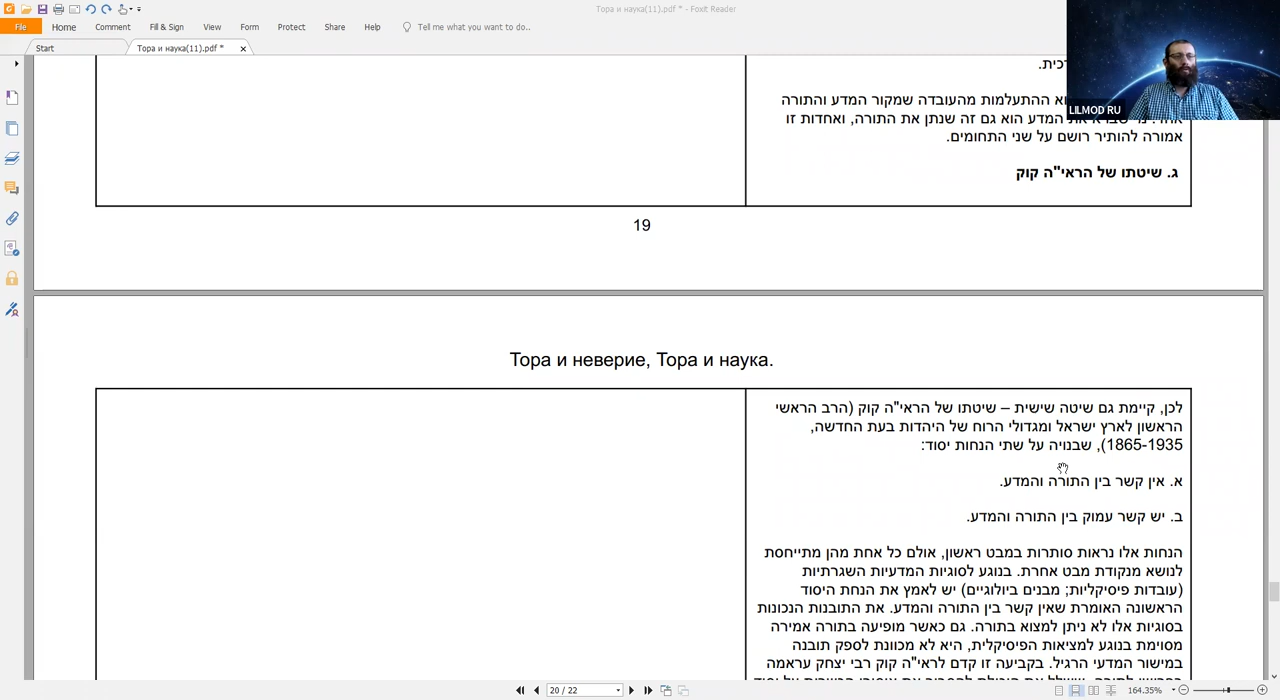 Тора и наука(11).pdf * - Foxit Reader
File Home Comment Fill & Sign View Form Protect Share Help Tell me what you want to do..
Start Тора и наука(11).pdf *
LILMOD RU
ההתעלמות מהעובדה שמקור המדע והתורה
המדע הוא גם זה שנתן את התורה, ואחדות זו
אמורה להותיר רושם על שני התחומים.
ג. שיטתו של הראי"ה קוק
19
Тора и неверие, Тора и наука.
לכן, קיימת גם שיטה שישית – שיטתו של הראי"ה קוק (הרב הראשי
הראשון לארץ ישראל ומגדולי הרוח של היהדות בעת החדשה,
1865-1935), שבנויה על שתי הנחות יסוד:
א. אין קשר בין התורה והמדע.
ב. יש קשר עמוק בין התורה והמדע.
הנחות אלו נראות סותרות במבט ראשון, אולם כל אחת מהן מתייחסת
לנושא מנקודת מבט אחרת. בנוגע לסוגיות המדעיות השגרתיות
(עובדות פיסיקליות; מבנים ביולוגיים) יש לאמץ את הנחת היסוד
הראשונה האומרת שאין קשר בין התורה והמדע. את התובנות הנכונות
בסוגיות אלו לא ניתן למצוא בתורה. גם כאשר מופיעה בתורה אמירה
מסוימת בנוגע למציאות הפיסיקלית, היא לא מכוונת לספק תובנה
במישור המדעי הרגיל. בקביעה זו קדם לראי"ה קוק רבי יצחק עראמה
20 / 22
164.35%